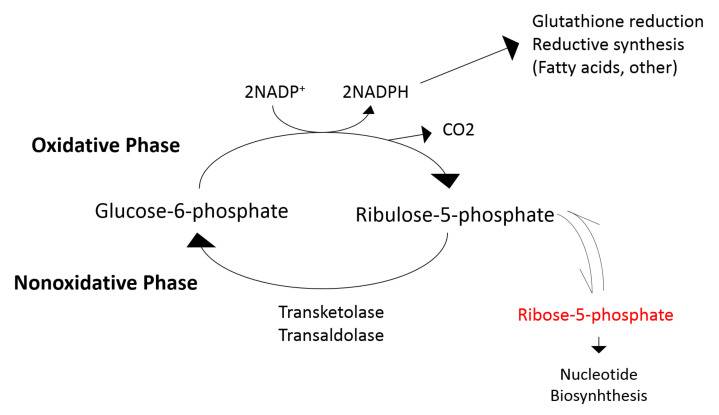 Glutathione reduction
Reductive synthesis
(Fatty acids, other)
2NADP⁺
2NADPH
CO2
Oxidative Phase
Glucose-6-phosphate
Ribulose-5-phosphate
Nonoxidative Phase
Transketolase
Transaldolase
Ribose-5-phosphate
Nucleotide
Biosynhthesis